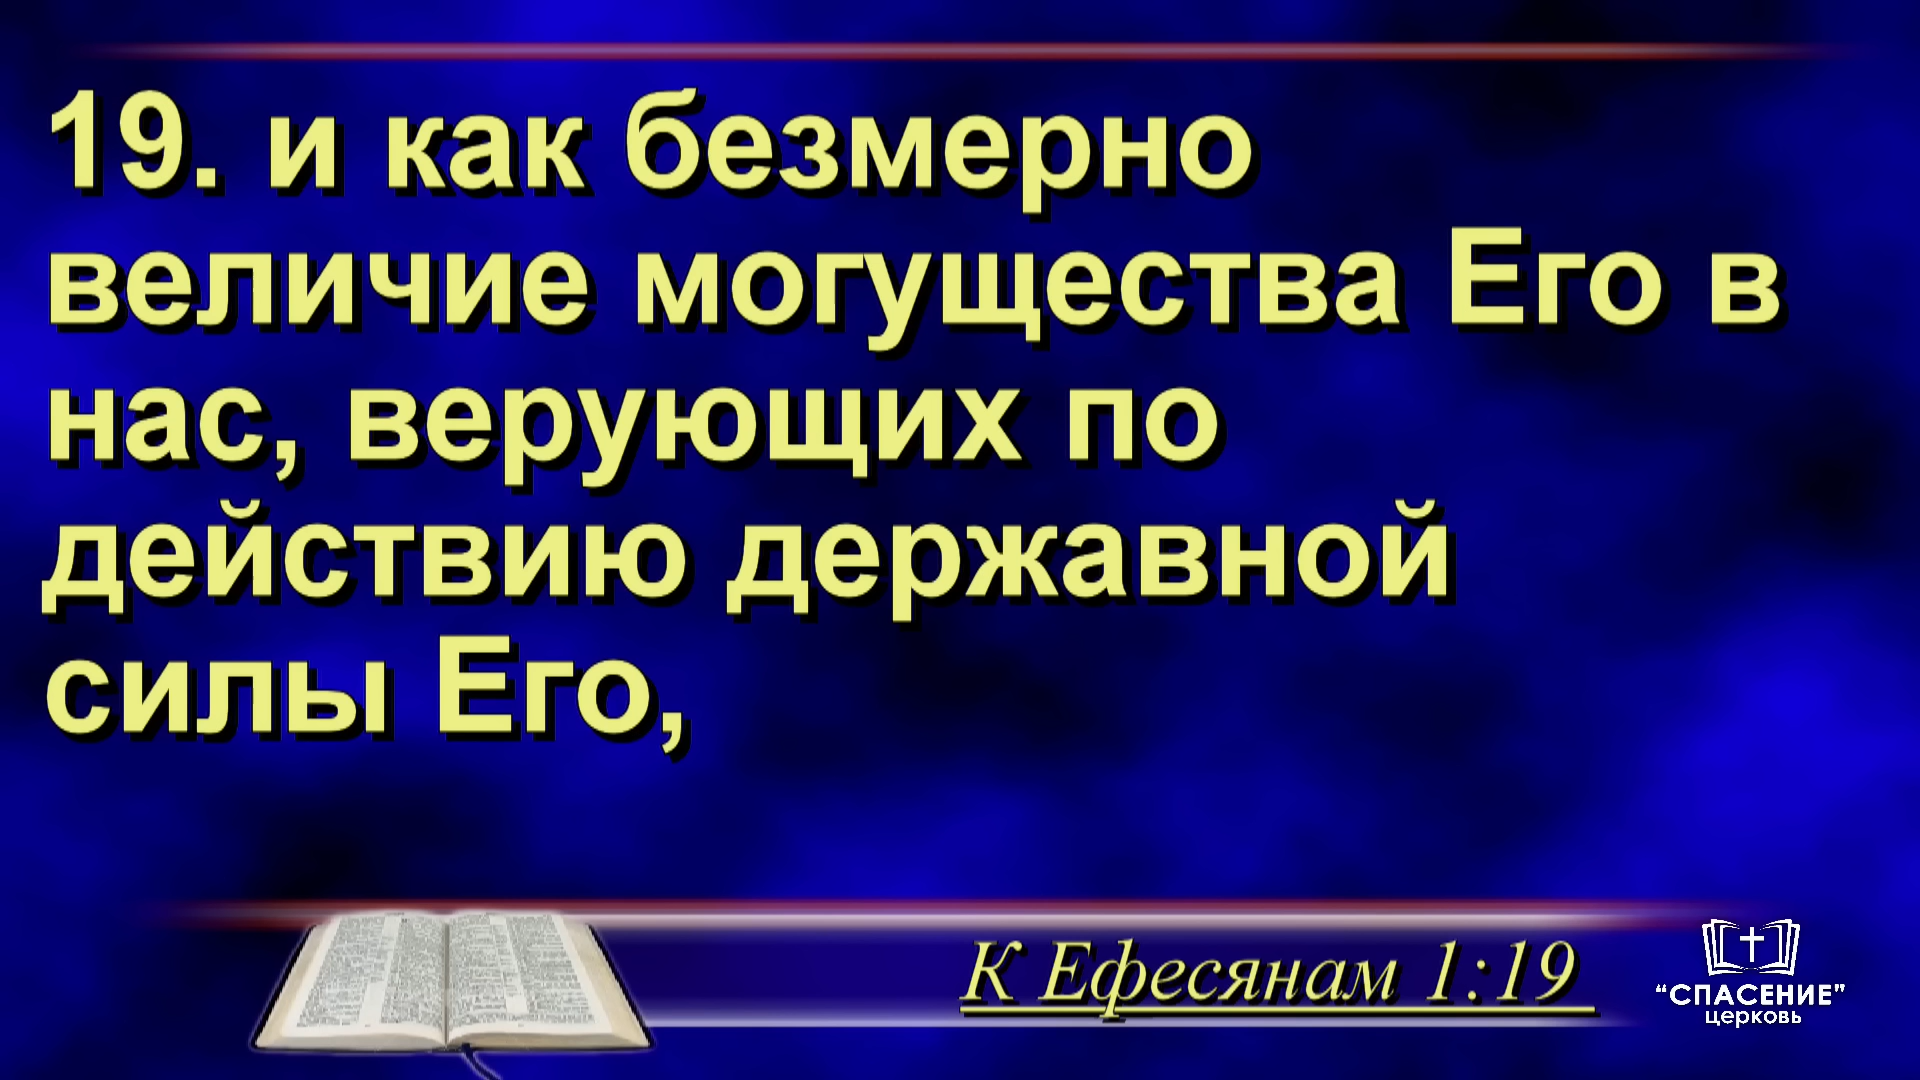 19. и как безмерно
величие могущества Его в
нас, верующих по
действию державной
силы Его,
К Ефесянам 1:19
“СПАСЕНИЕ”
церковь